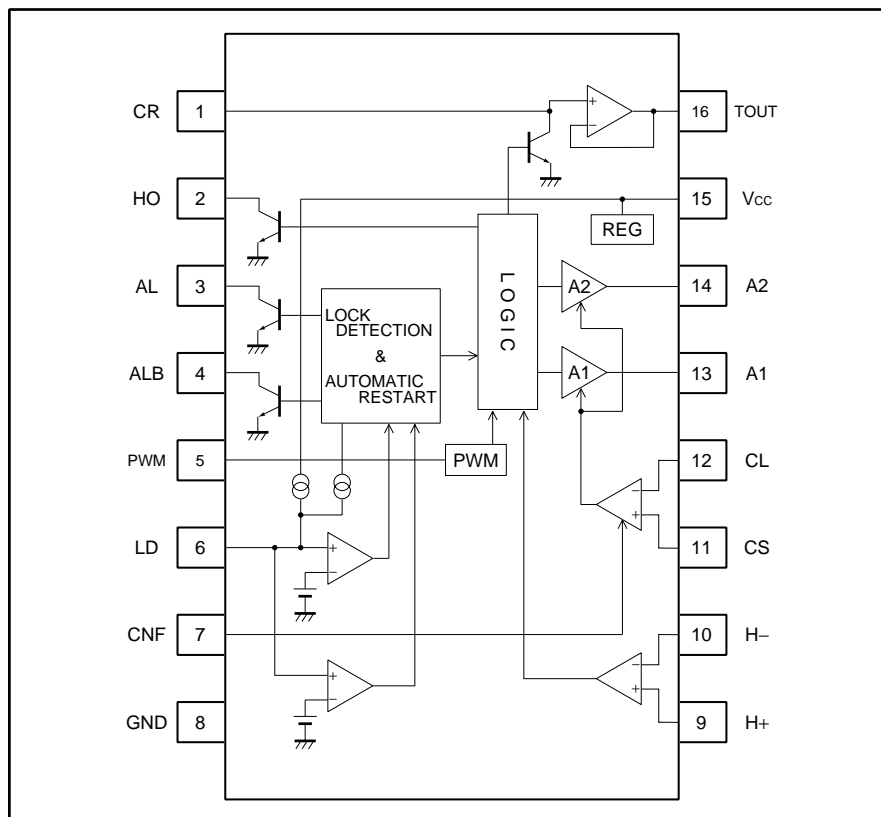 CR 1
16 TOUT
HO 2
15 Vcc
REG
AL 3
14 A2
A2
LOGIC
LOCK
DETECTION
&
AUTOMATIC
RESTART
ALB 4
13 A1
A1
PWM 5
PWM
12 CL
LD 6
11 CS
CNF 7
10 H−
GND 8
9 H+
+
−
+
−
+
−
−
+
−
+